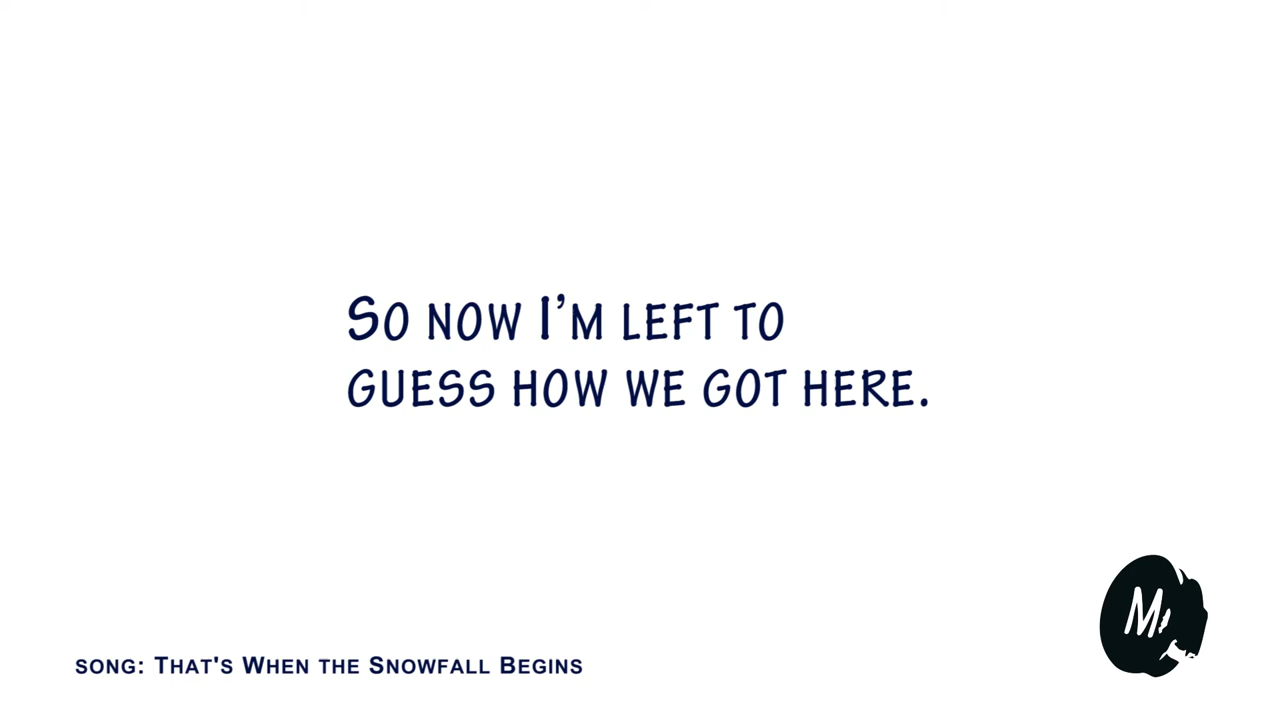 So now I’m left to
guess how we got here.
M
song: That's When the Snowfall Begins